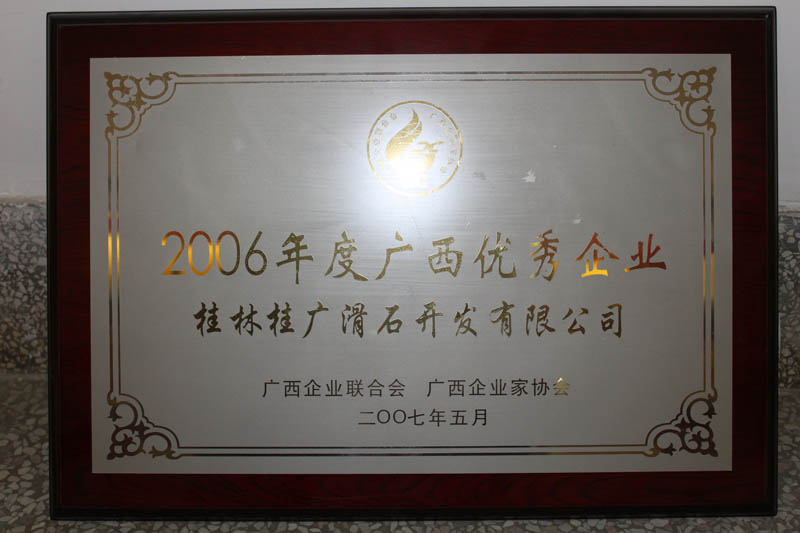 2006年度广西优秀企业
桂林桂广滑石开发有限公司
广西企业联合会 广西企业家协会
二〇〇七年五月